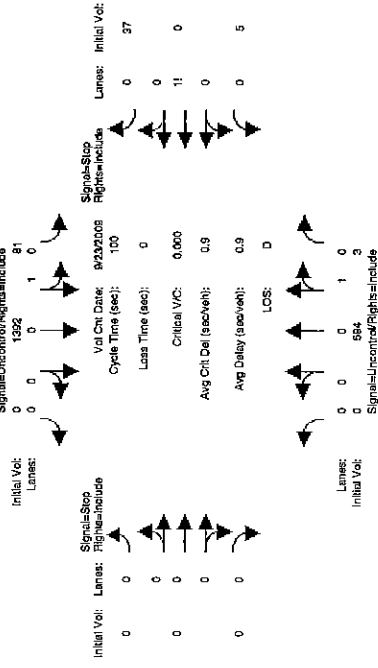 Signal=Uncontrol/Rights=Include
Initial Vol: 0 1392 81
Lanes: 0 0 0 1 0
Signal=Stop
Rights=Include
Initial Vol: Lanes:
0 0
0
0 0
0
0 0
Vol Cnt Date: 9/23/2009
Cycle Time (sec): 100
Loss Time (sec): 0
Critical V/C: 0.000
Avg Crit Del (sec/veh): 0.9
Avg Delay (sec/veh): 0.9
LOS: D
Signal=Stop
Rights=Include
Lanes: Initial Vol:
0 37
0
1! 0
0
0 5
Lanes: 0 0 0 1 0
Initial Vol: 0 584 3
Signal=Uncontrol/Rights=Include